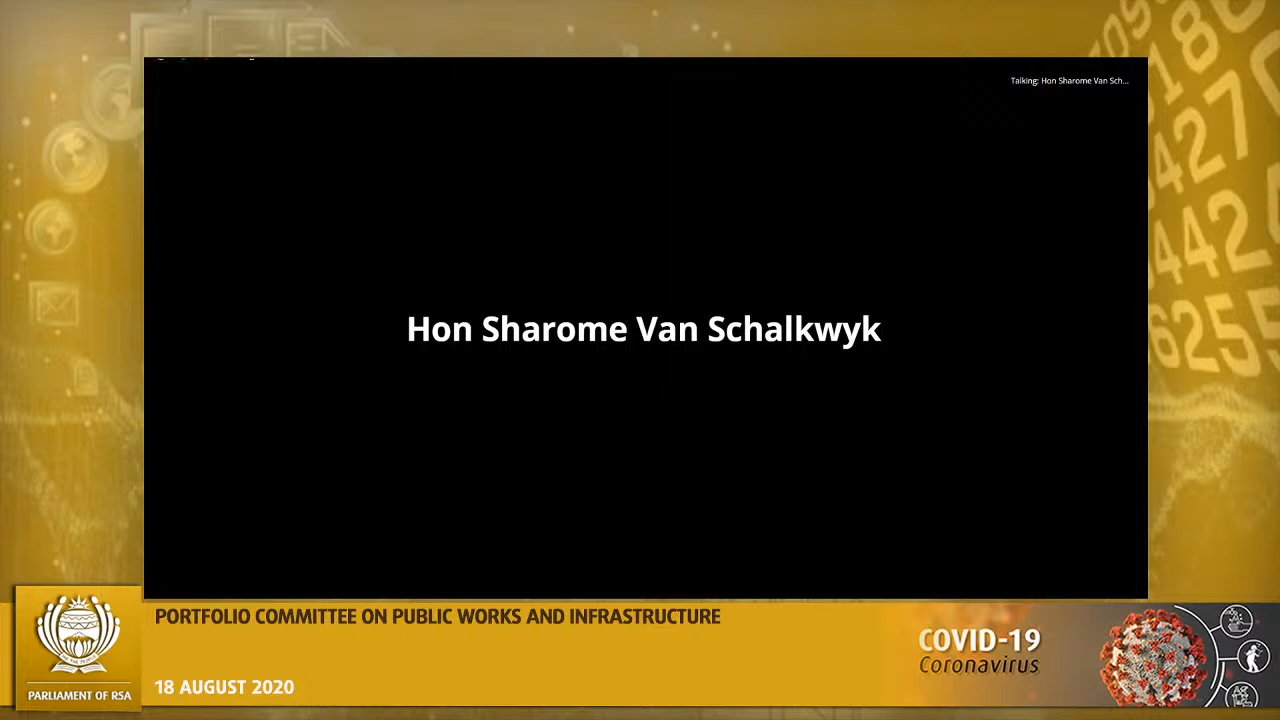 Talking: Hon Sharome Van Sch...
Hon Sharome Van Schalkwyk
PORTFOLIO COMMITTEE ON PUBLIC WORKS AND INFRASTRUCTURE
COVID-19
Coronavirus
PARLIAMENT OF RSA
18 AUGUST 2020